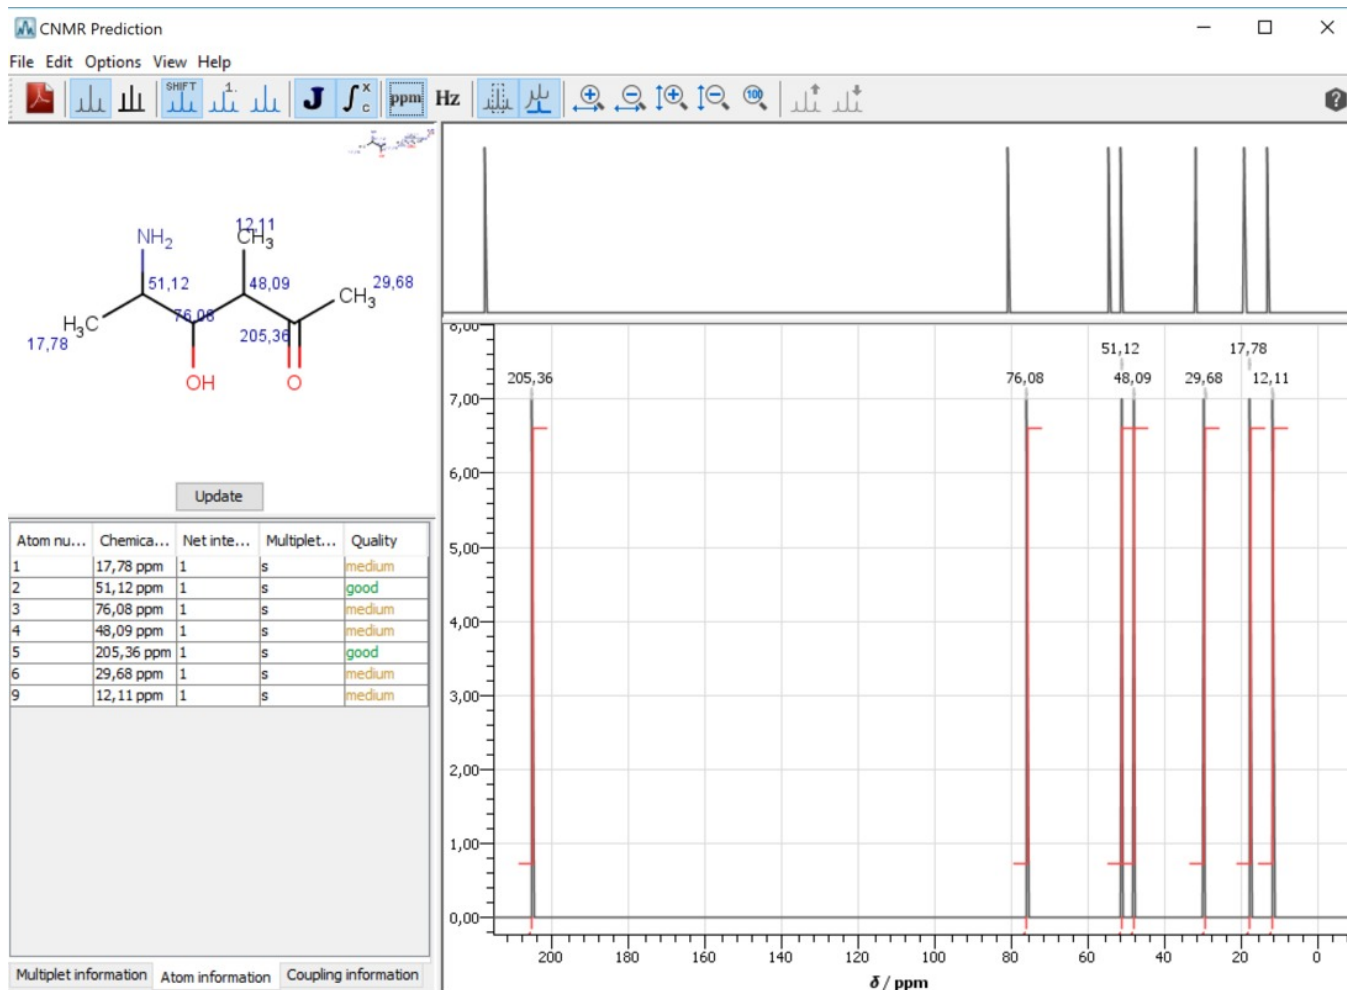 CNMR Prediction
File Edit Options View Help
SHIFT 1. J ∫ x c ppm Hz 100 ?
12,11
NH2 CH3
51,12 48,09 CH3 29,68
H3C 76,08
17,78 205,36
OH O
Update
Atom nu... Chemica... Net inte... Multiplet... Quality
1 17,78 ppm 1 s medium
2 51,12 ppm 1 s good
3 76,08 ppm 1 s medium
4 48,09 ppm 1 s medium
5 205,36 ppm 1 s good
6 29,68 ppm 1 s medium
9 12,11 ppm 1 s medium
Multiplet information Atom information Coupling information
8,00
51,12 17,78
205,36 76,08 48,09 29,68 12,11
7,00
6,00
5,00
4,00
3,00
2,00
1,00
0,00
200 180 160 140 120 100 80 60 40 20 0
δ / ppm